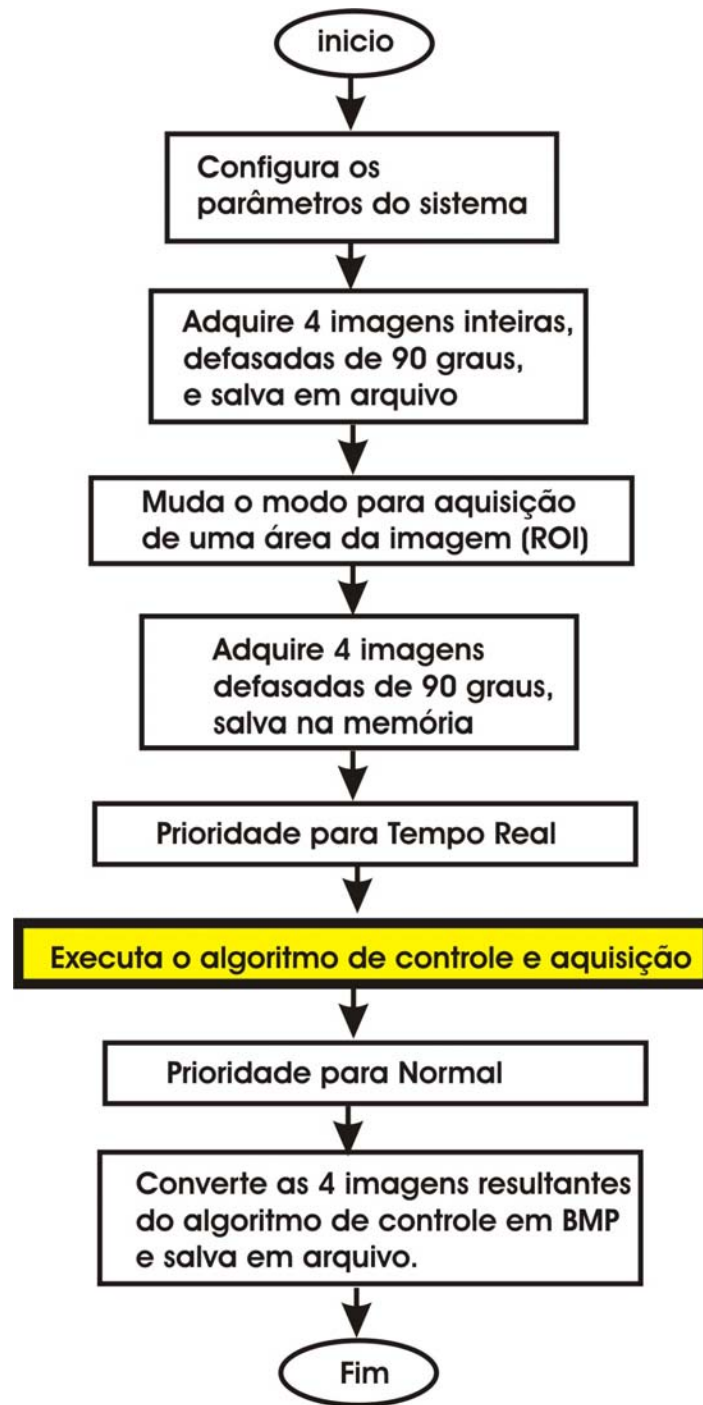 inicio
Configura os
parâmetros do sistema
Adquire 4 imagens inteiras,
defasadas de 90 graus,
e salva em arquivo
Muda o modo para aquisição
de uma área da imagem (ROI)
Adquire 4 imagens
defasadas de 90 graus,
salva na memória
Prioridade para Tempo Real
Executa o algoritmo de controle e aquisição
Prioridade para Normal
Converte as 4 imagens resultantes
do algoritmo de controle em BMP
e salva em arquivo.
Fim